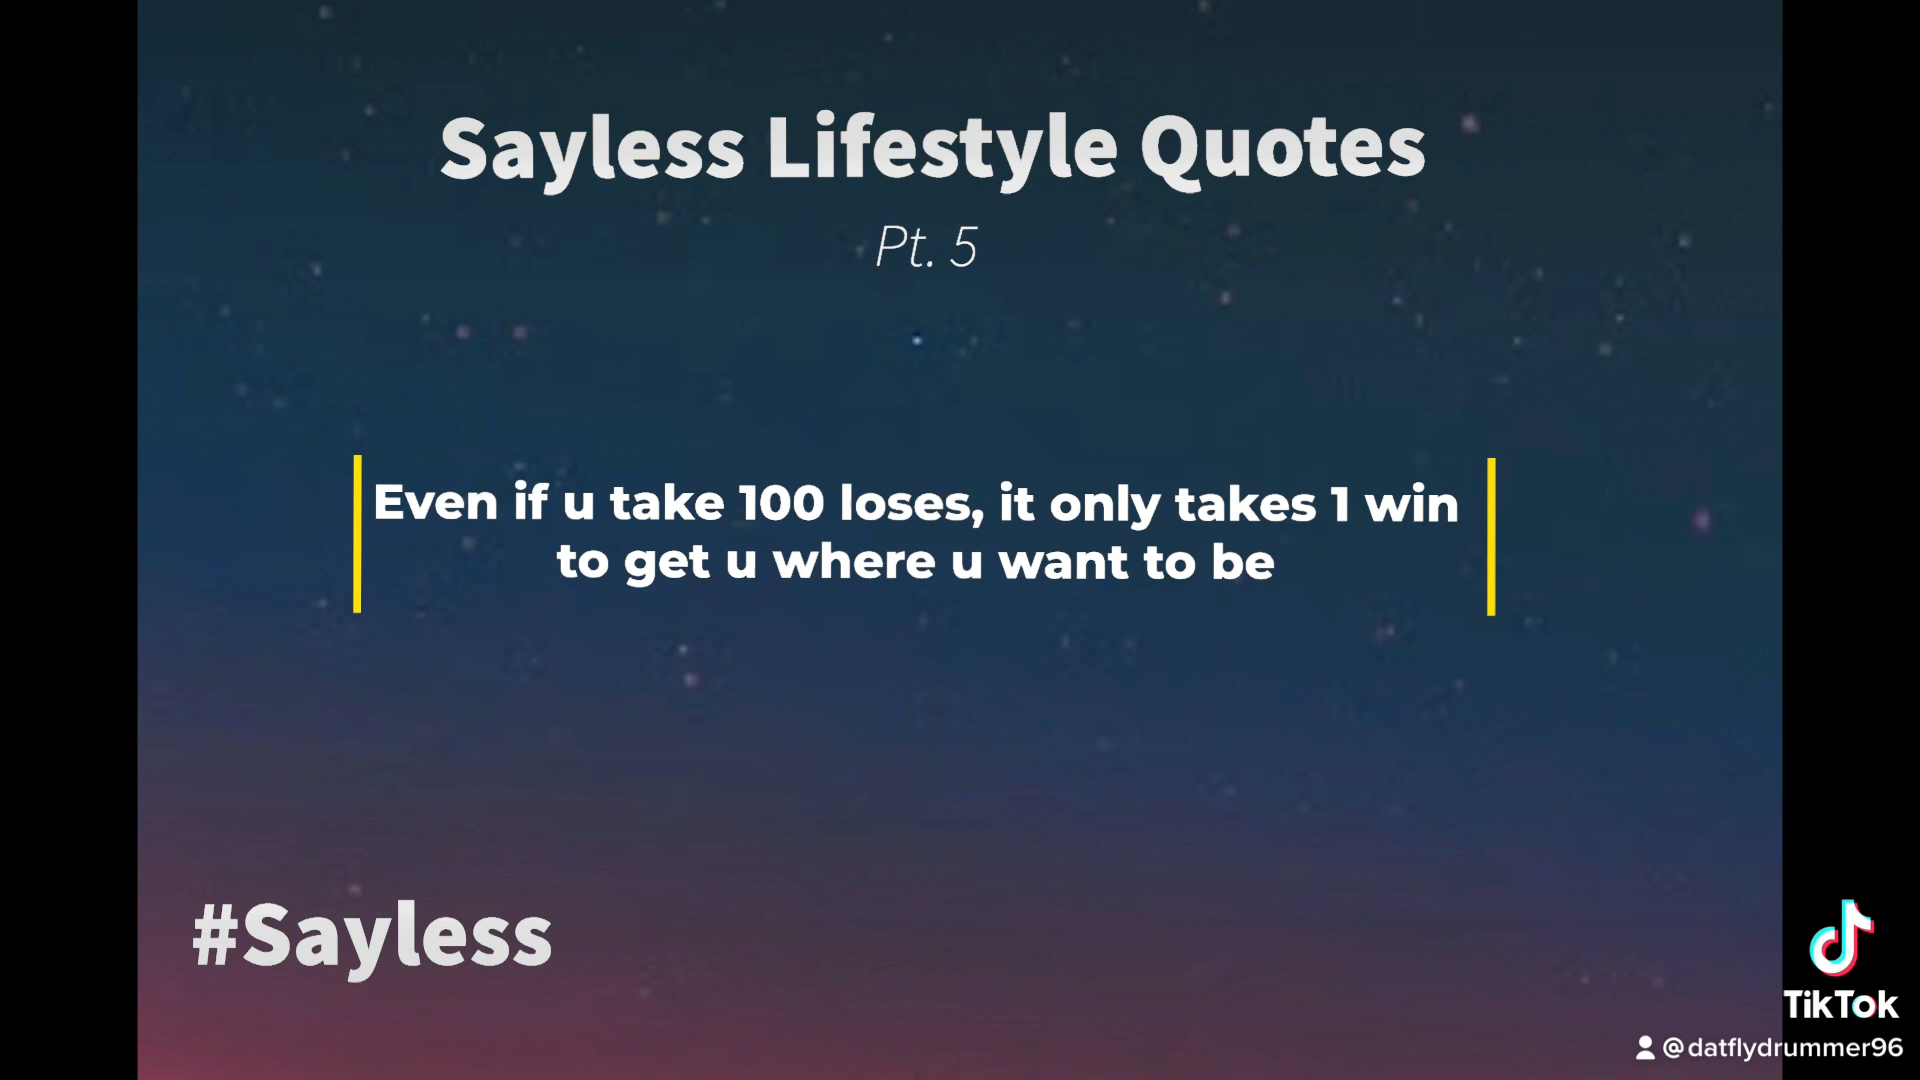 Sayless Lifestyle Quotes
Pt. 5
Even if u take 100 loses, it only takes 1 win
to get u where u want to be
#Sayless
TikTok
@datflydrummer96